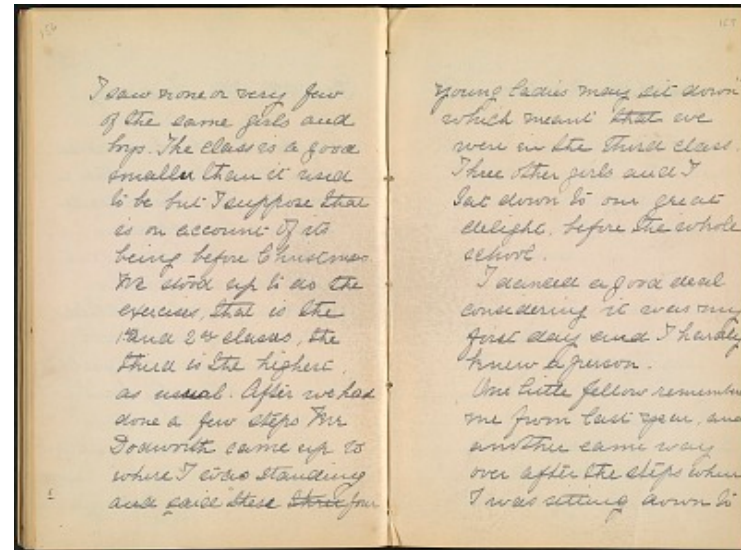 156
I saw none or very few
of the same girls and
boys. The class is a good
smaller than it used
to be but I suppose that
is on account of its
being before Christmas.
We stood up to do the
exercises, that is the
1st and 2nd classes, the
third is the highest,
as usual. After we had
done a few steps Mr
Dodworth came up to
where I was standing
and said these three four
157
young ladies may sit down
which meant that we
were in the third class.
Three other girls and I
sat down to our great
delight, before the whole
school.
I danced a good deal
considering it was my
first day and I hardly
knew a person.
One little fellow remember
me from last year, and
another came way
over after the steps when
I was sitting down to